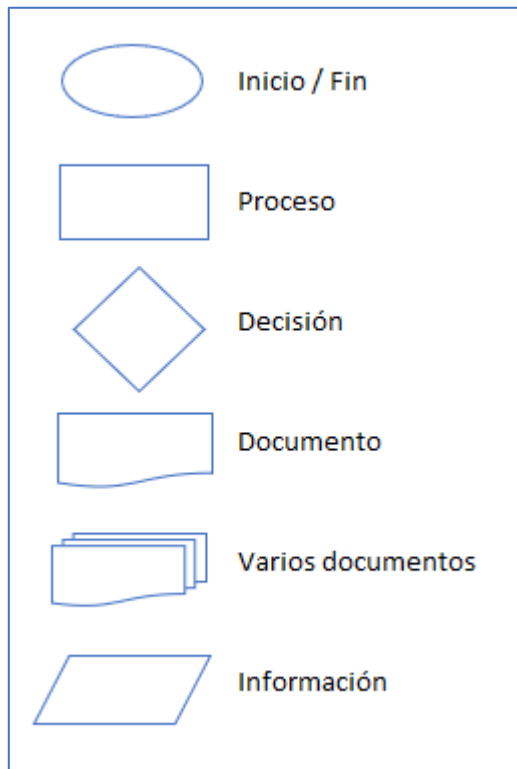 Inicio / Fin
Proceso
Decisión
Documento
Varios documentos
Información